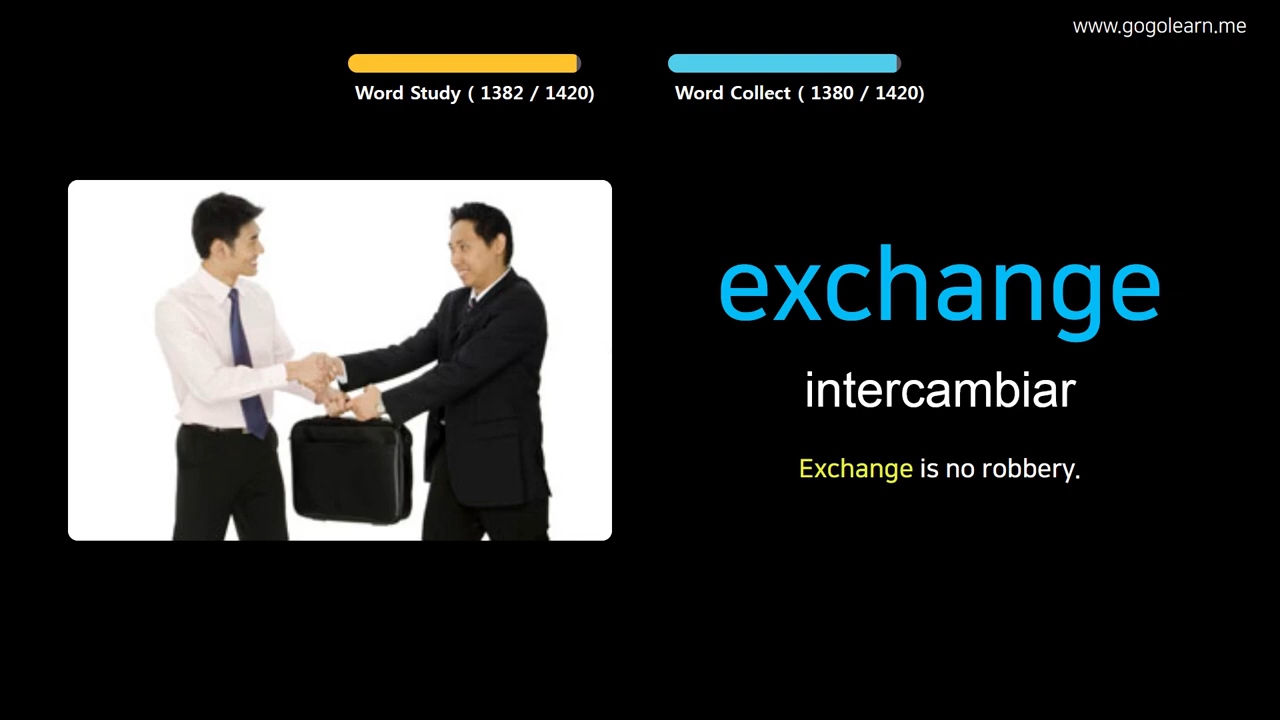 www.gogolearn.me
Word Study ( 1382 / 1420)
Word Collect ( 1380 / 1420)
exchange
intercambiar
Exchange is no robbery.